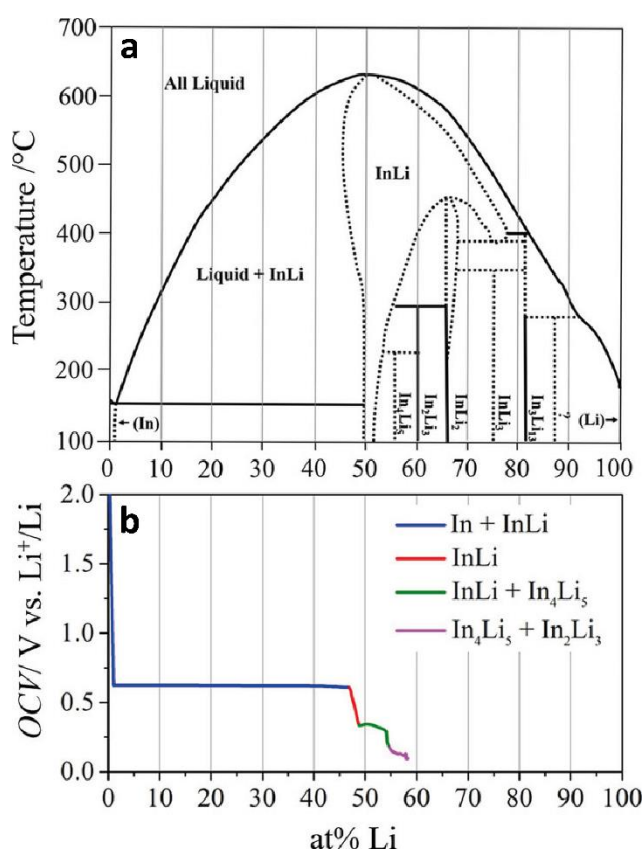 a
Temperature /°C
700
600
500
400
300
200
100
All Liquid
InLi
Liquid + InLi
(In)
In₄Li₅
In₂Li₃
InLi₂
InLi₃
In₃Li₁₃
?
(Li)
0 10 20 30 40 50 60 70 80 90 100
b
OCV/ V vs. Li⁺/Li
2.0
1.5
1.0
0.5
0.0
In + InLi
InLi
InLi + In₄Li₅
In₄Li₅ + In₂Li₃
0 10 20 30 40 50 60 70 80 90 100
at% Li